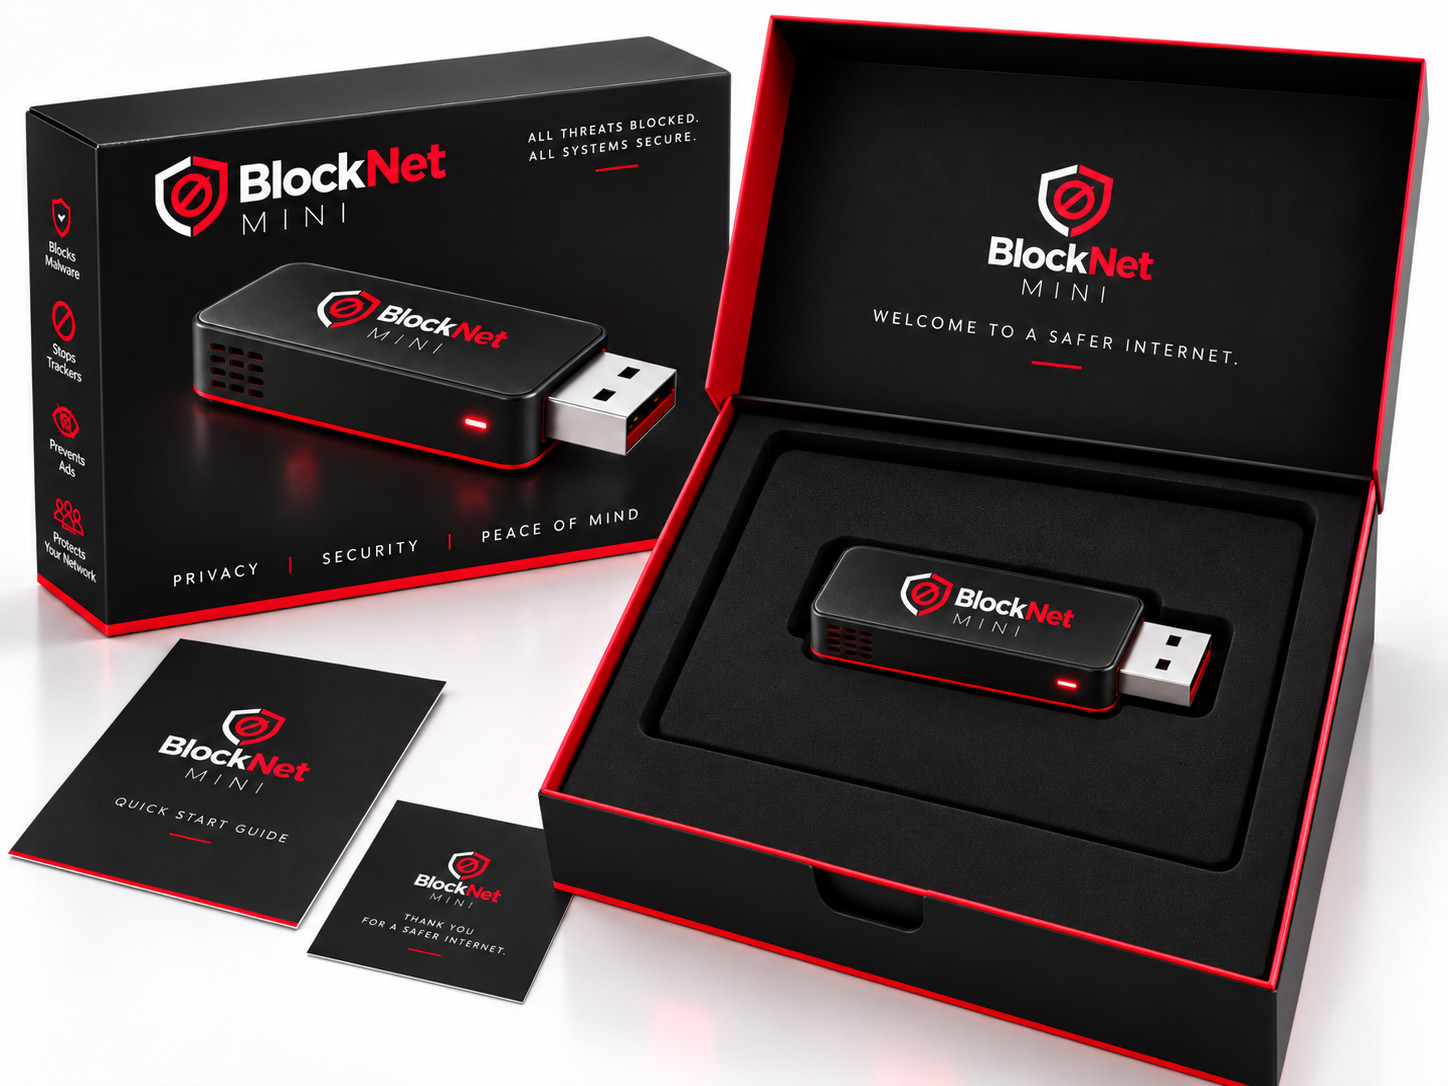 BlockNet
MINI
ALL THREATS BLOCKED.
ALL SYSTEMS SECURE.
Blocks
Malware
Stops
Trackers
Prevents
Ads
Protects
Your Network
BlockNet
MINI
PRIVACY | SECURITY | PEACE OF MIND
BlockNet
MINI
WELCOME TO A SAFER INTERNET.
BlockNet
MINI
BlockNet
MINI
QUICK START GUIDE
BlockNet
MINI
THANK YOU
FOR A SAFER INTERNET.